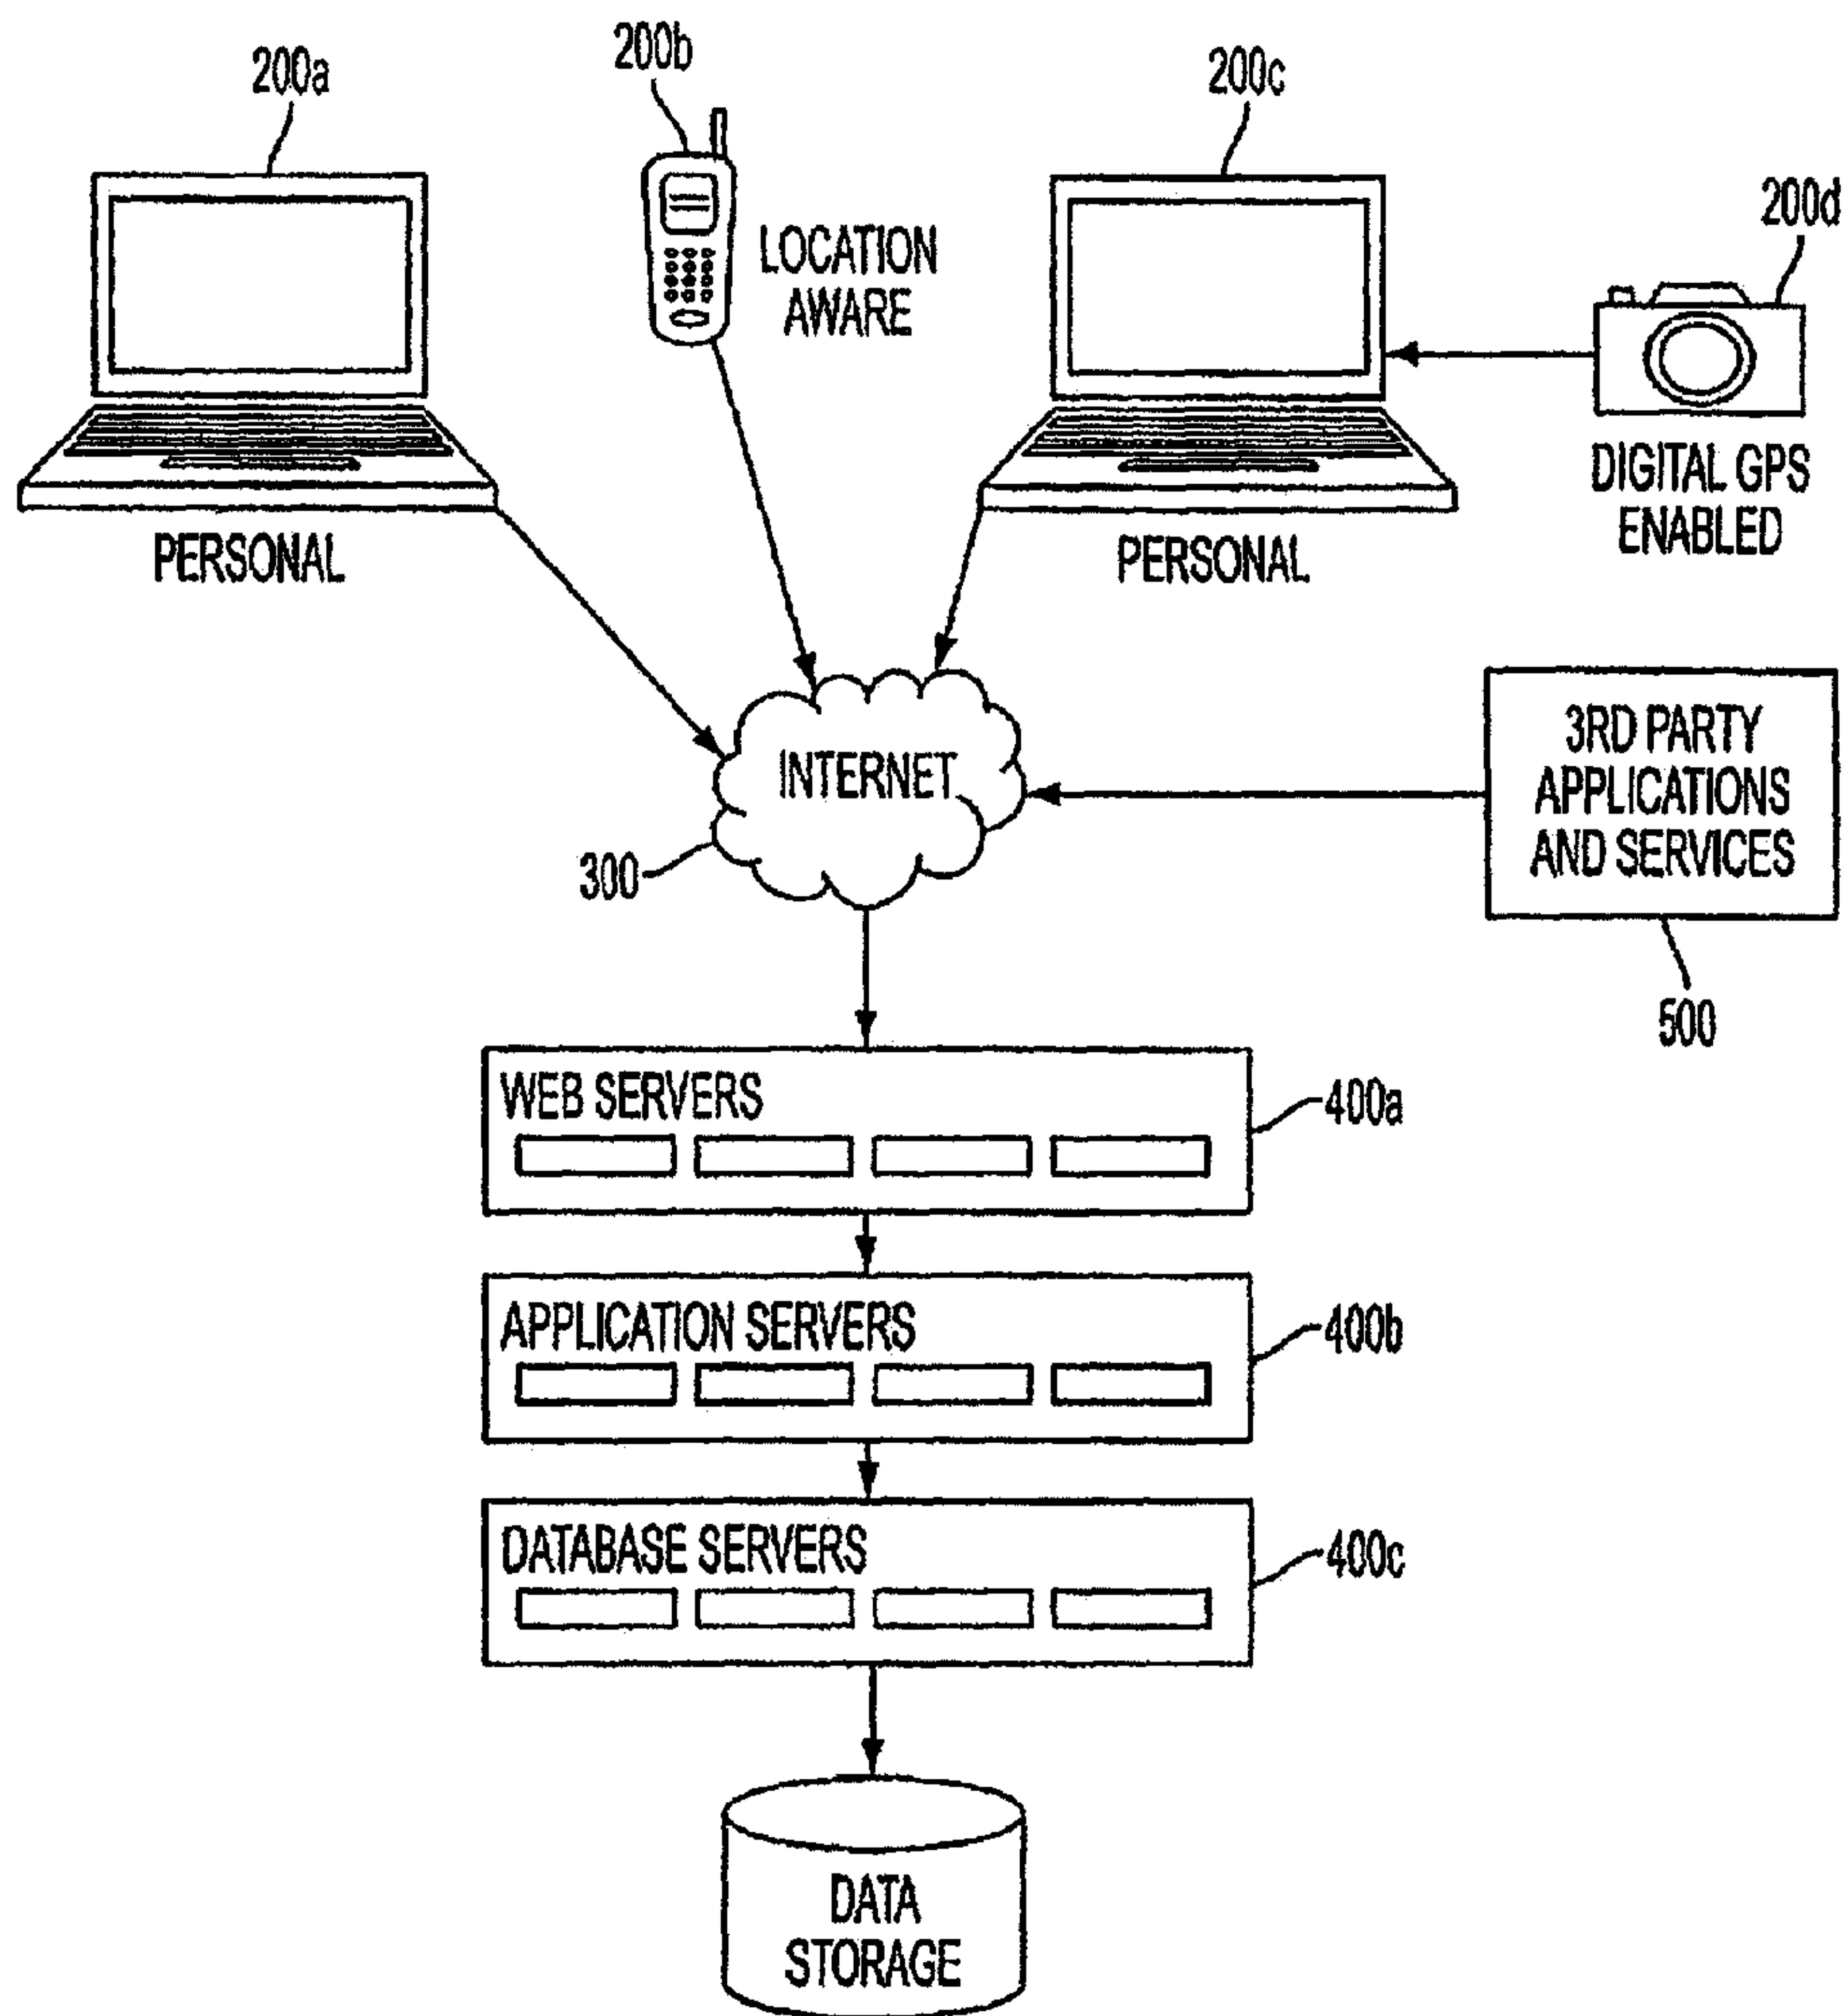 200a
200b
200c
200d
LOCATION
AWARE
DIGITAL GPS
ENABLED
PERSONAL
PERSONAL
INTERNET
300
3RD PARTY
APPLICATIONS
AND SERVICES
500
WEB SERVERS
400a
APPLICATION SERVERS
400b
DATABASE SERVERS
400c
DATA
STORAGE